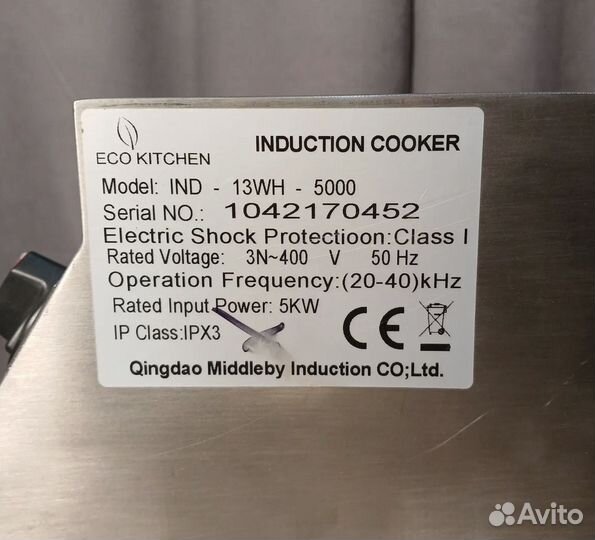 ECO KITCHEN
INDUCTION COOKER
Model: IND - 13WH - 5000
Serial NO.: 1042170452
Electric Shock Protectioon:Class I
Rated Voltage: 3N~400 V 50 Hz
Operation Frequency:(20-40)kHz
Rated Input Power: 5KW
IP Class:IPX3
CE
Qingdao Middleby Induction CO;Ltd.
Avito